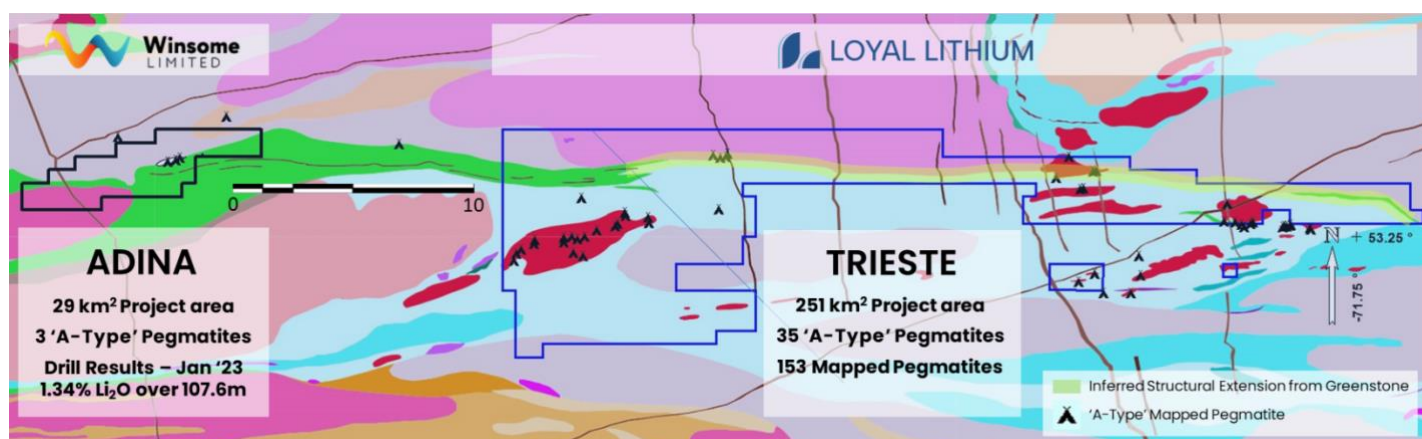 Winsome
LIMITED
LOYAL LITHIUM
0
10
ADINA
29 km² Project area
3 ‘A-Type’ Pegmatites
Drill Results – Jan ‘23
1.34% Li₂O over 107.6m
TRIESTE
251 km² Project area
35 ‘A-Type’ Pegmatites
153 Mapped Pegmatites
N + 53.25 °
-71.75 °
Inferred Structural Extension from Greenstone
‘A-Type’ Mapped Pegmatite